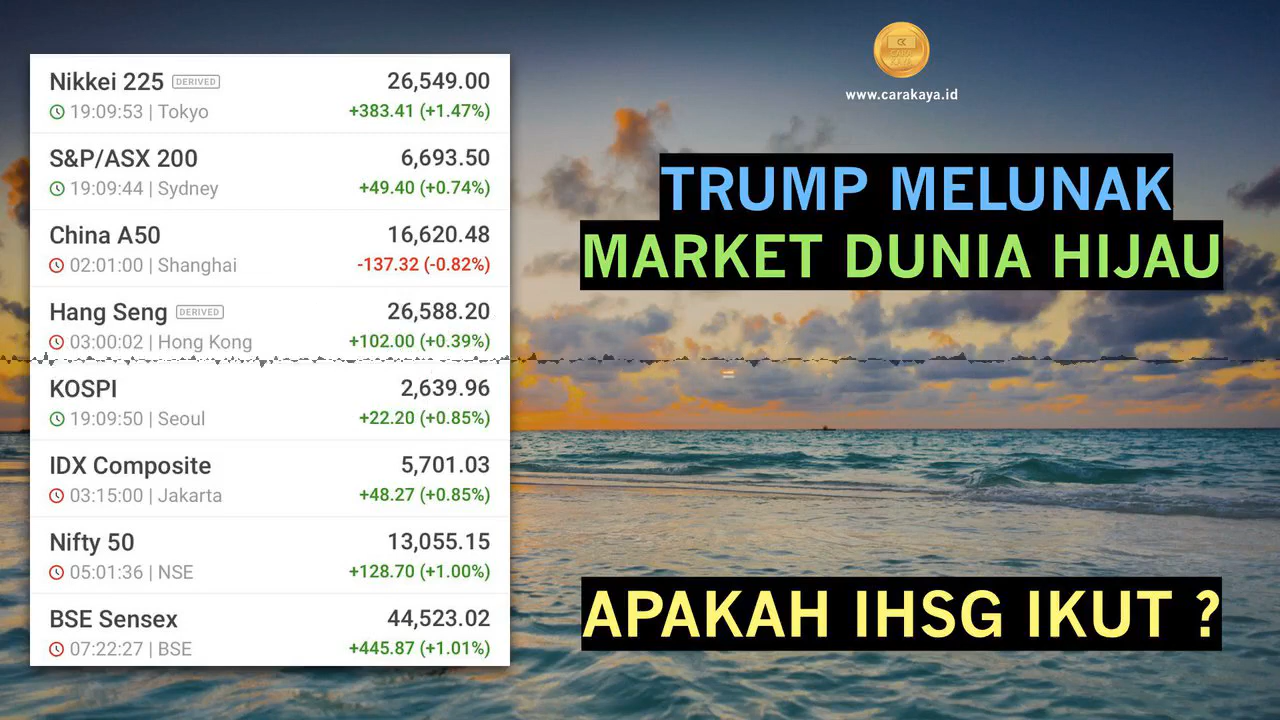 Nikkei 225 DERIVED 26,549.00
19:09:53 | Tokyo +383.41 (+1.47%)
S&P/ASX 200 6,693.50
19:09:44 | Sydney +49.40 (+0.74%)
China A50 16,620.48
02:01:00 | Shanghai -137.32 (-0.82%)
Hang Seng DERIVED 26,588.20
03:00:02 | Hong Kong +102.00 (+0.39%)
KOSPI 2,639.96
19:09:50 | Seoul +22.20 (+0.85%)
IDX Composite 5,701.03
03:15:00 | Jakarta +48.27 (+0.85%)
Nifty 50 13,055.15
05:01:36 | NSE +128.70 (+1.00%)
BSE Sensex 44,523.02
07:22:27 | BSE +445.87 (+1.01%)
CK
CARA
KAYA
www.carakaya.id
TRUMP MELUNAK
MARKET DUNIA HIJAU
APAKAH IHSG IKUT ?